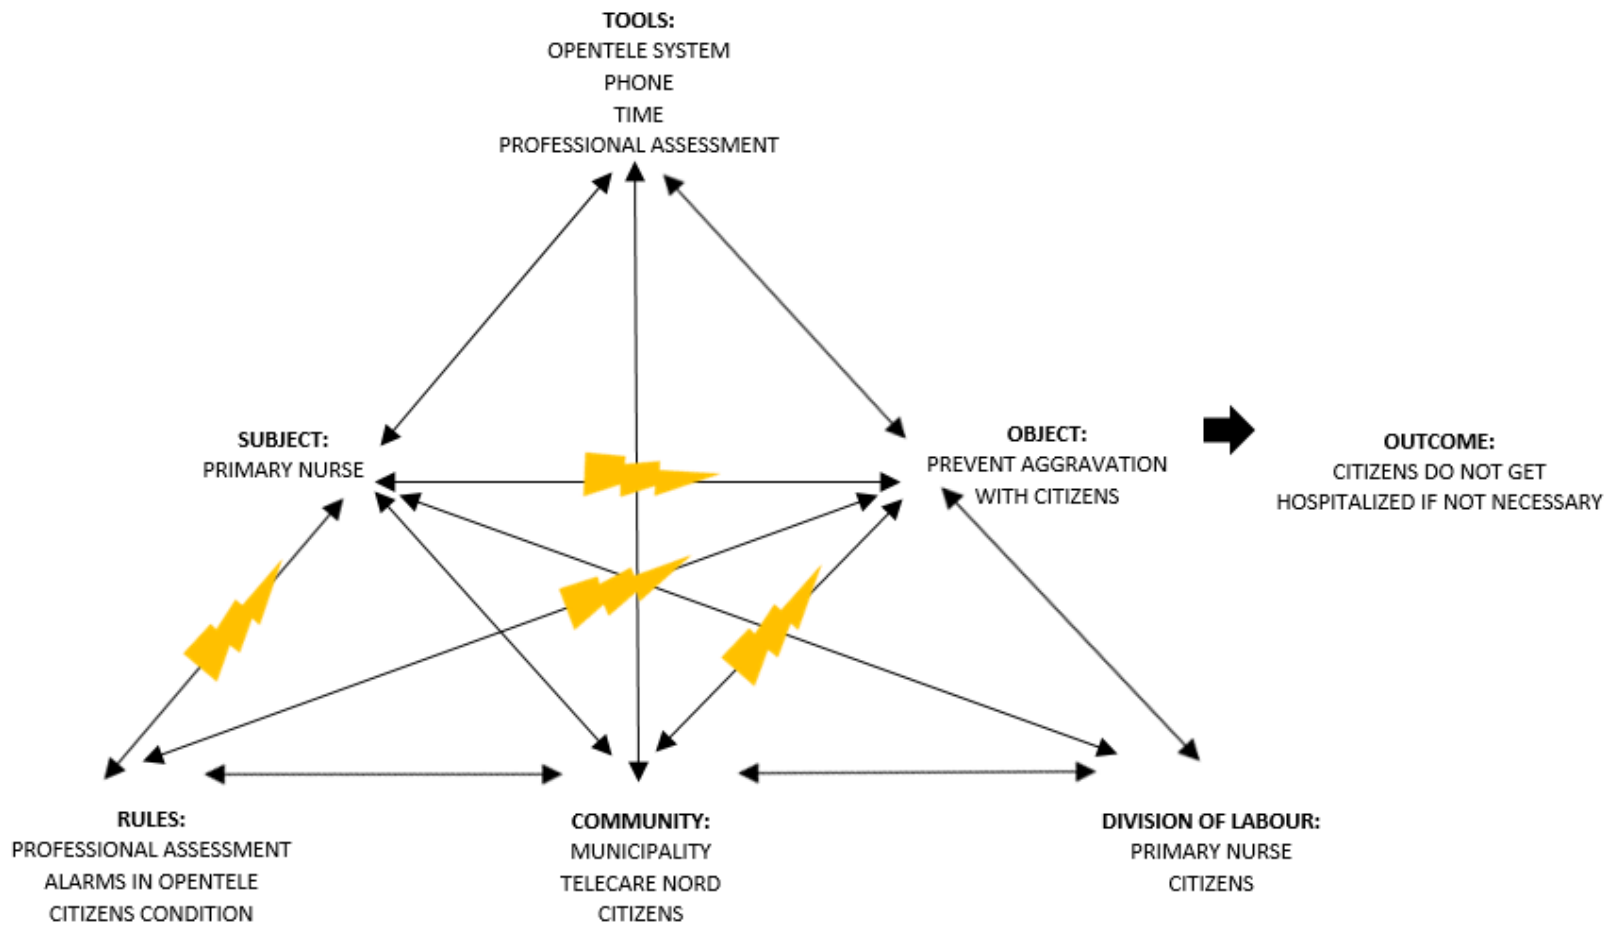 TOOLS:
OPENTELE SYSTEM
PHONE
TIME
PROFESSIONAL ASSESSMENT
SUBJECT:
PRIMARY NURSE
OBJECT:
PREVENT AGGRAVATION
WITH CITIZENS
OUTCOME:
CITIZENS DO NOT GET
HOSPITALIZED IF NOT NECESSARY
RULES:
PROFESSIONAL ASSESSMENT
ALARMS IN OPENTELE
CITIZENS CONDITION
COMMUNITY:
MUNICIPALITY
TELECARE NORD
CITIZENS
DIVISION OF LABOUR:
PRIMARY NURSE
CITIZENS